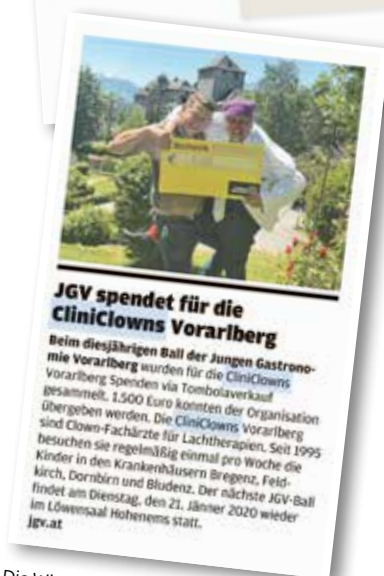 JGV spendet für die
CliniClowns Vorarlberg
Beim diesjährigen Ball der Jungen Gastrono-
mie Vorarlberg wurden für die CliniClowns
Vorarlberg Spenden via Tombolaverkauf
gesammelt. 1.500 Euro konnten der Organisation
übergeben werden. Die CliniClowns Vorarlberg
sind Clown-Fachärzte für Lachtherapien. Seit 1995
besuchen sie regelmäßig einmal pro Woche die
Kinder in den Krankenhäusern Bregenz, Feld-
kirch, Dornbirn und Bludenz. Der nächste JGV-Ball
findet am Dienstag, den 21. Jänner 2020 wieder
im Löwensaal Hohenems statt.
jgv.at